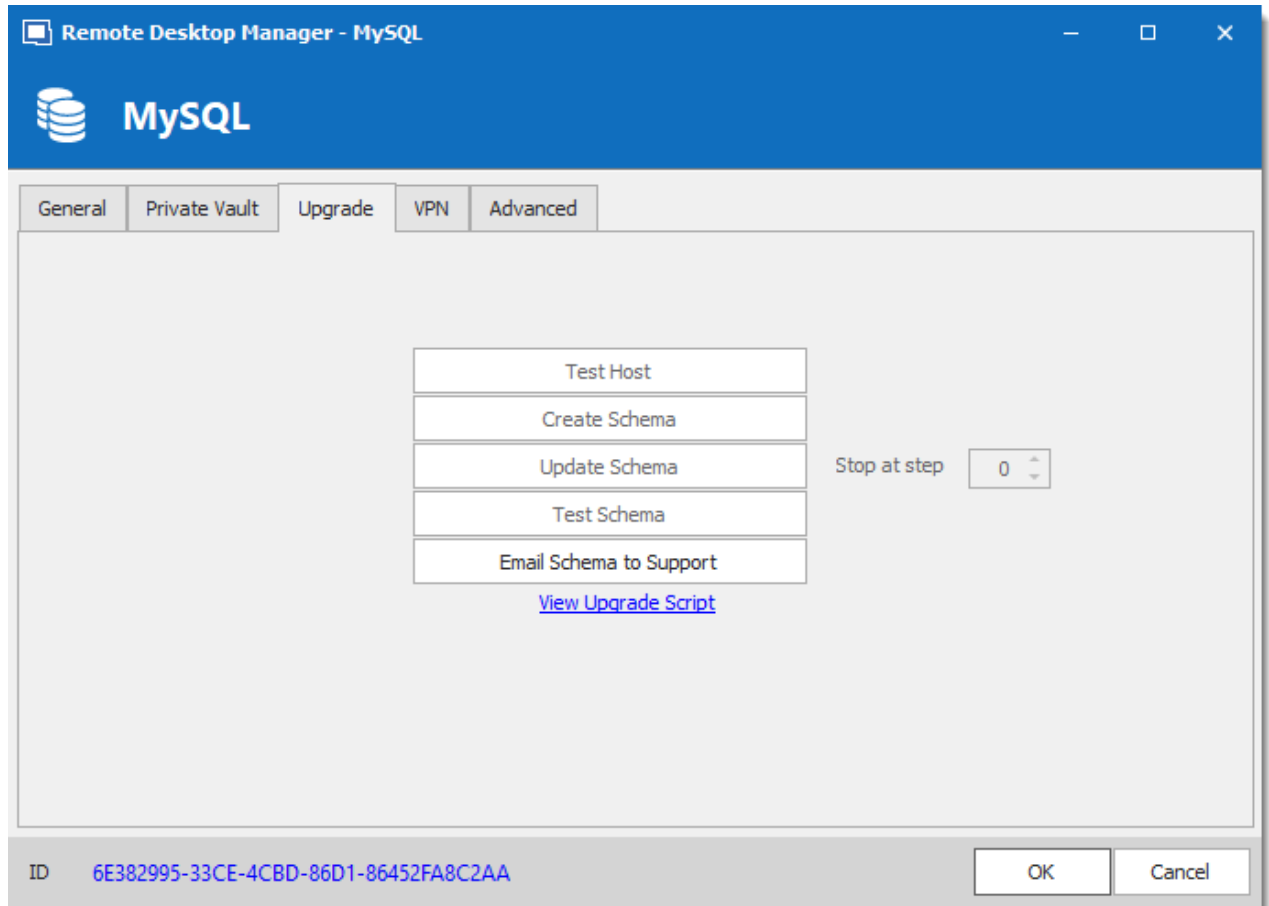 Remote Desktop Manager - MySQL
MySQL
General Private Vault Upgrade VPN Advanced
Test Host
Create Schema
Update Schema Stop at step 0
Test Schema
Email Schema to Support
View Upgrade Script
ID 6E382995-33CE-4CBD-86D1-86452FA8C2AA OK Cancel